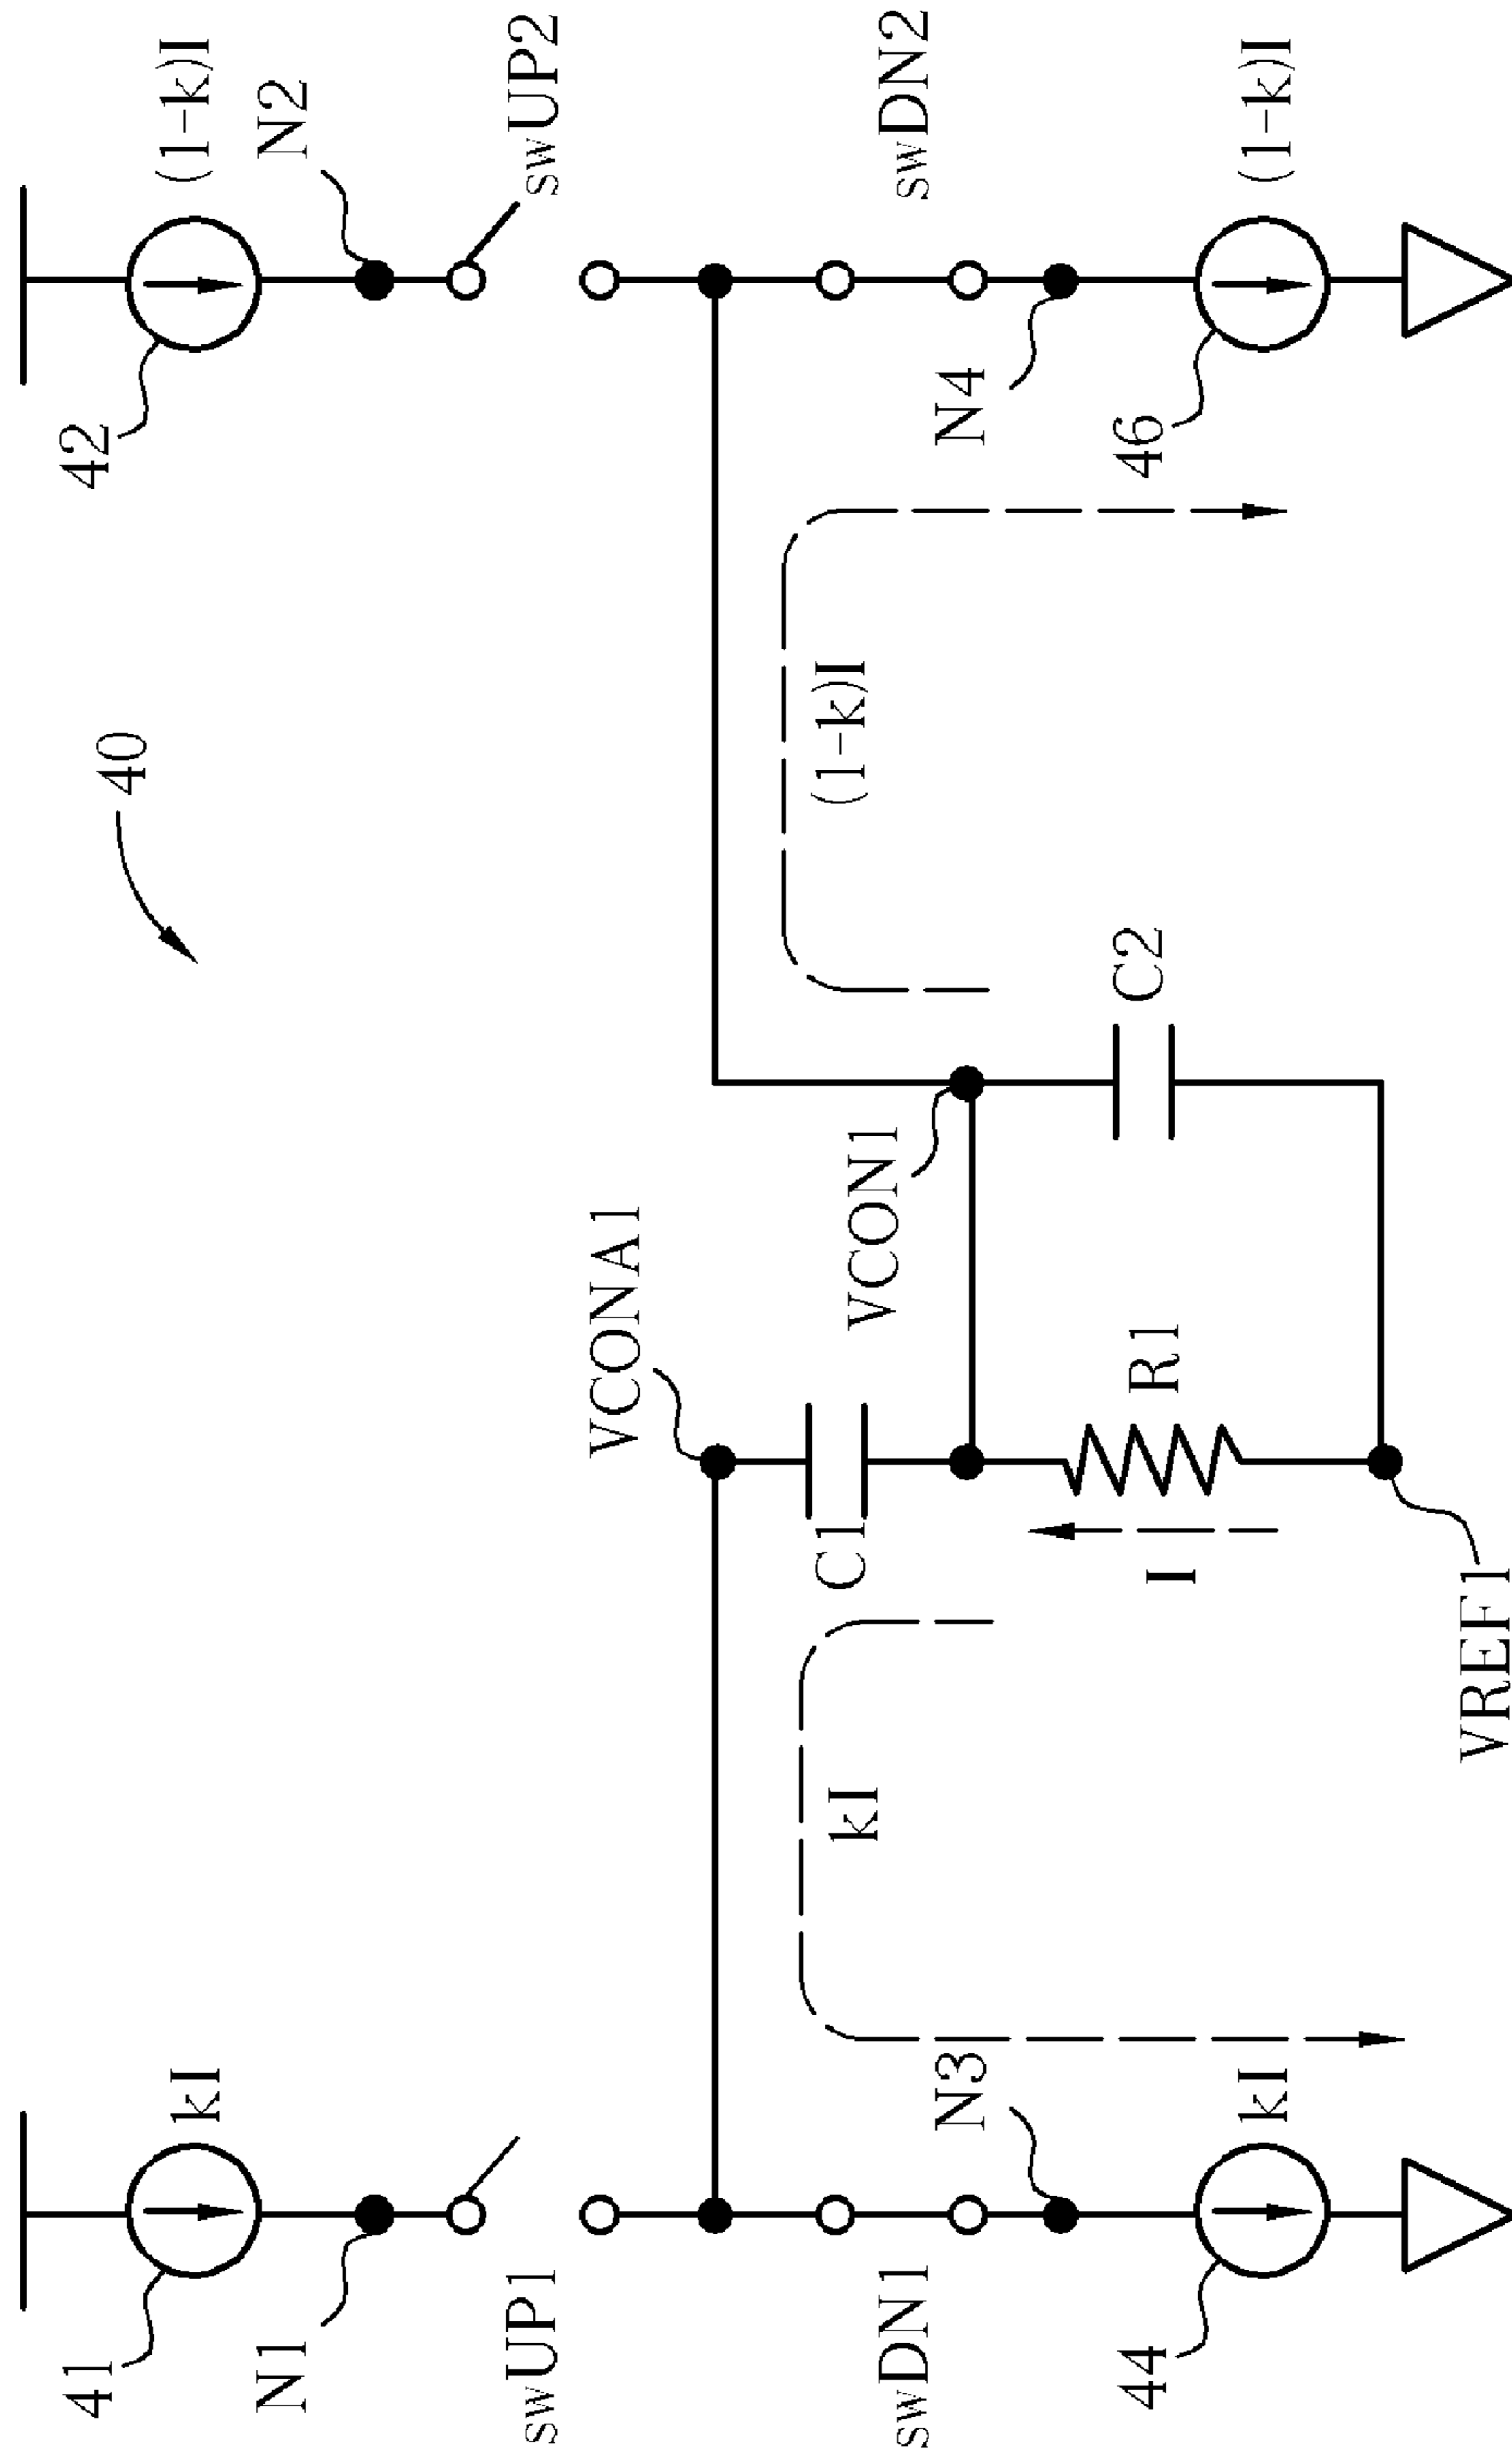 40
41
kI
42
(1-k)I
N1
N2
swUP1
swUP2
VCONA1
C1
VCON1
kI
(1-k)I
swDN1
swDN2
N3
N4
I
R1
C2
44
kI
46
(1-k)I
VREF1